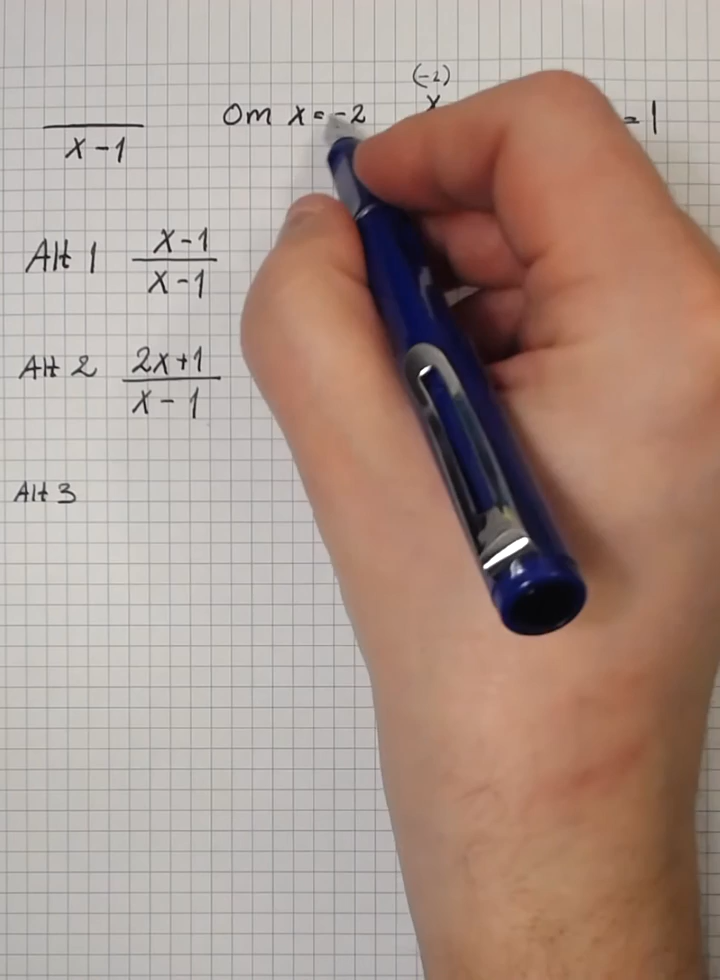 (-2)
Om x = -2 x = 1
x - 1
Alt 1 x - 1
x - 1
Alt 2 2x + 1
x - 1
Alt 3